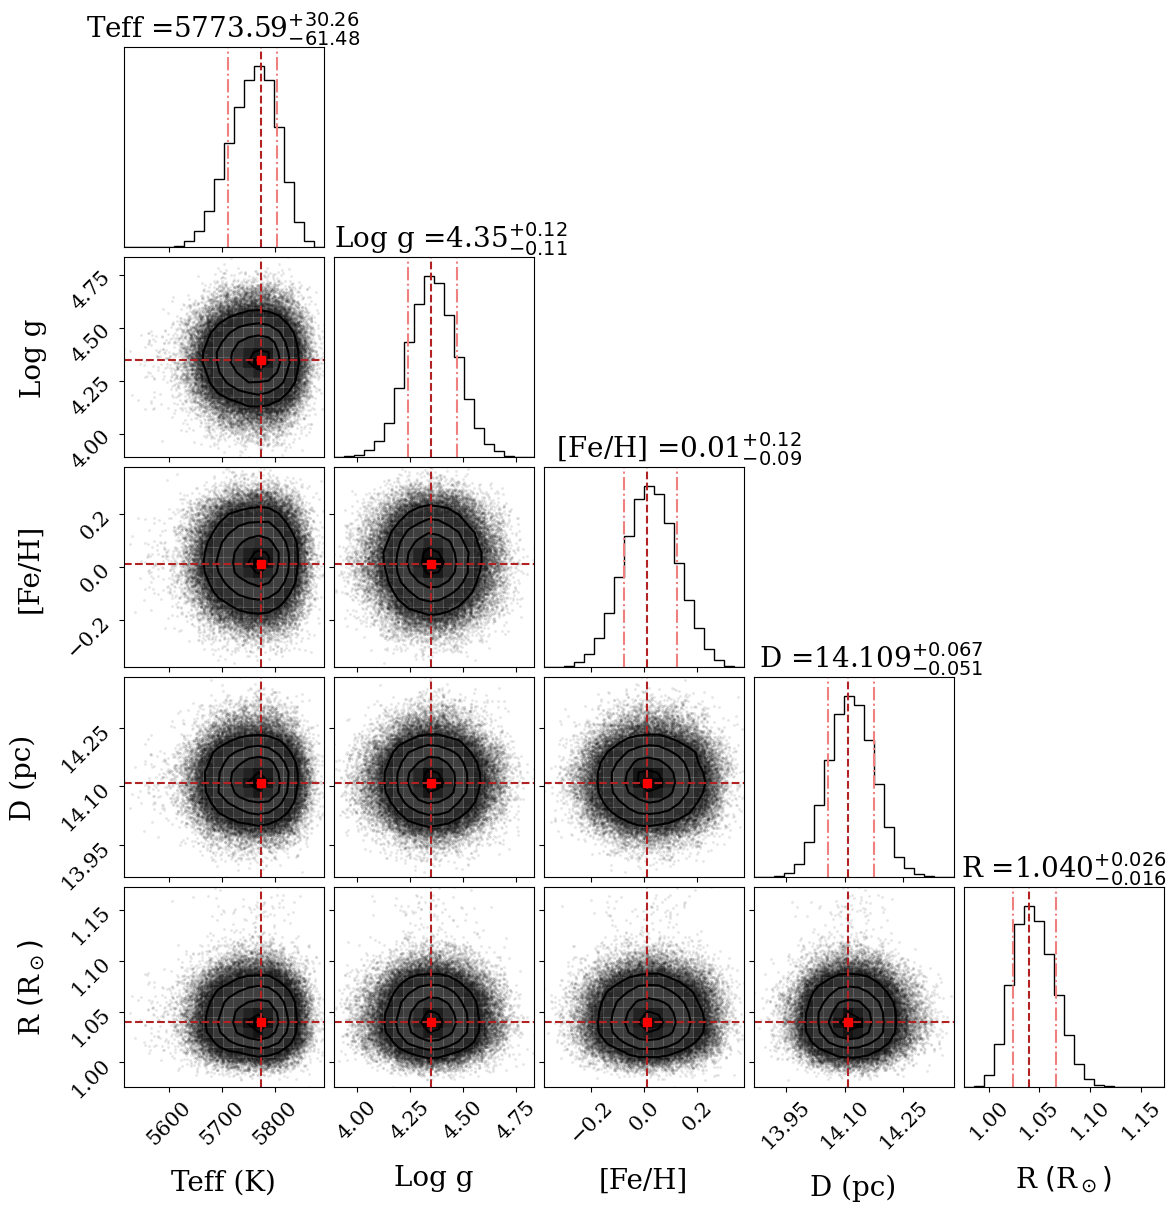 Teff =5773.59$^{+30.26}_{-61.48}$
Log g =4.35$^{+0.12}_{-0.11}$
4.75
4.50
4.25
4.00
Log g
[Fe/H] =0.01$^{+0.12}_{-0.09}$
0.2
0.0
−0.2
[Fe/H]
D =14.109$^{+0.067}_{-0.051}$
14.25
14.10
13.95
D (pc)
R =1.040$^{+0.026}_{-0.016}$
1.15
1.10
1.05
1.00
R (R$_\odot$)
5600 5700 5800 4.00 4.25 4.50 4.75 −0.2 0.0 0.2 13.95 14.10 14.25 1.00 1.05 1.10 1.15
Teff (K) Log g [Fe/H] D (pc) R (R$_\odot$)